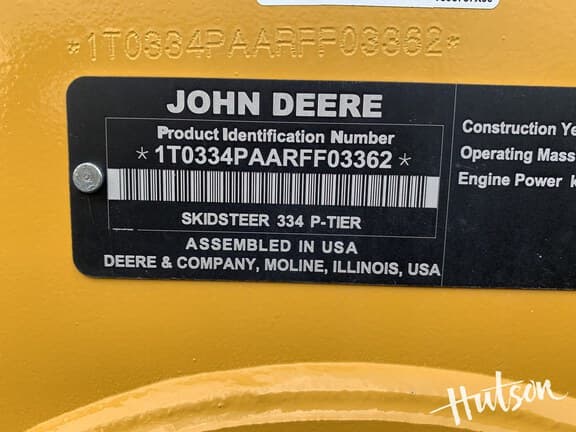 *1T0334PAARFF03362*
JOHN DEERE
Product Identification Number
*1T0334PAARFF03362*
SKIDSTEER 334 P-TIER
ASSEMBLED IN USA
DEERE & COMPANY, MOLINE, ILLINOIS, USA
Construction Ye
Operating Mass
Engine Power k
Hutson